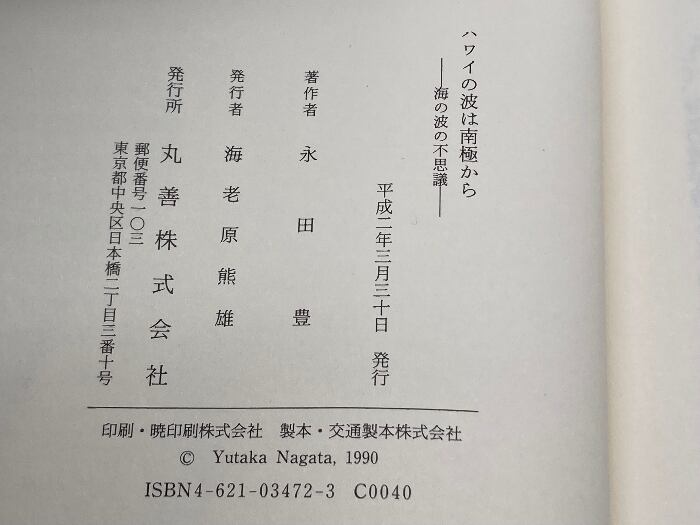 ハワイの波は南極から
――海の波の不思議――
平成二年三月三十日 発行
著作者 永田豊
発行者 海老原熊雄
発行所 丸善株式会社
郵便番号一〇三
東京都中央区日本橋二丁目三番十号
印刷・暁印刷株式会社 製本・交通製本株式会社
© Yutaka Nagata, 1990
ISBN4-621-03472-3 C0040